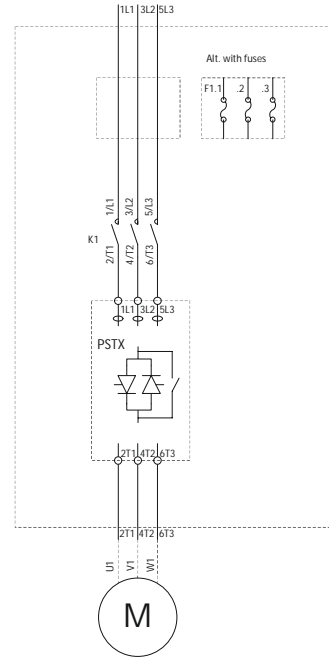 1L1 3L2 5L3
Alt. with fuses
F1.1 .2 .3
1/L1 3/L2 5/L3
K1
2/T1 4/T2 6/T3
1L1 3L2 5L3
PSTX
2T1 4T2 6T3
2T1 4T2 6T3
U1 V1 W1
M